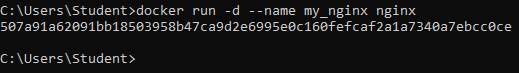 C:\Users\Student>docker run -d --name my_nginx nginx
507a91a62091bb18503958b47ca9d2e6995e0c160fefcaf2a1a7340a7ebcc0ce
C:\Users\Student>